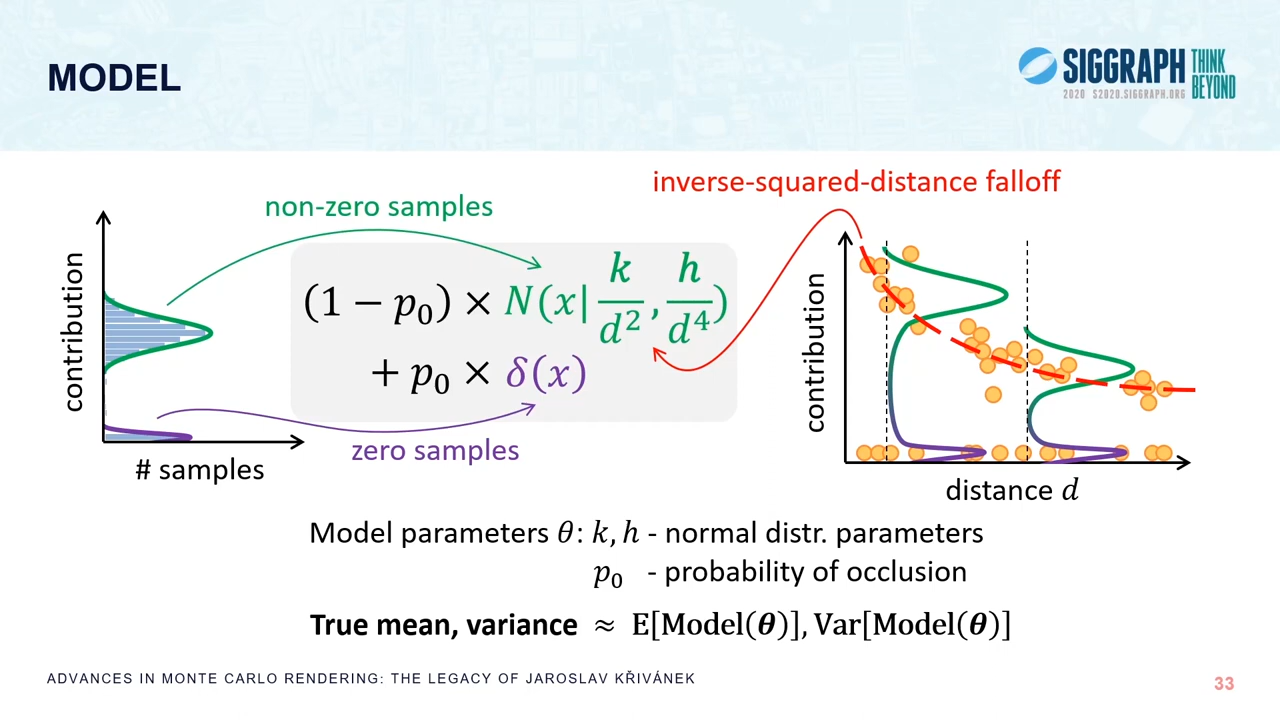 MODEL
SIGGRAPH
THINK
BEYOND
2020 S2020.SIGGRAPH.ORG
inverse-squared-distance falloff
non-zero samples
contribution
(1 − p₀) × N(x| k/d², h/d⁴)
+ p₀ × δ(x)
contribution
zero samples
# samples
distance d
Model parameters θ: k, h - normal distr. parameters
p₀ - probability of occlusion
True mean, variance ≈ E[Model(θ)], Var[Model(θ)]
ADVANCES IN MONTE CARLO RENDERING: THE LEGACY OF JAROSLAV KŘIVÁNEK
33